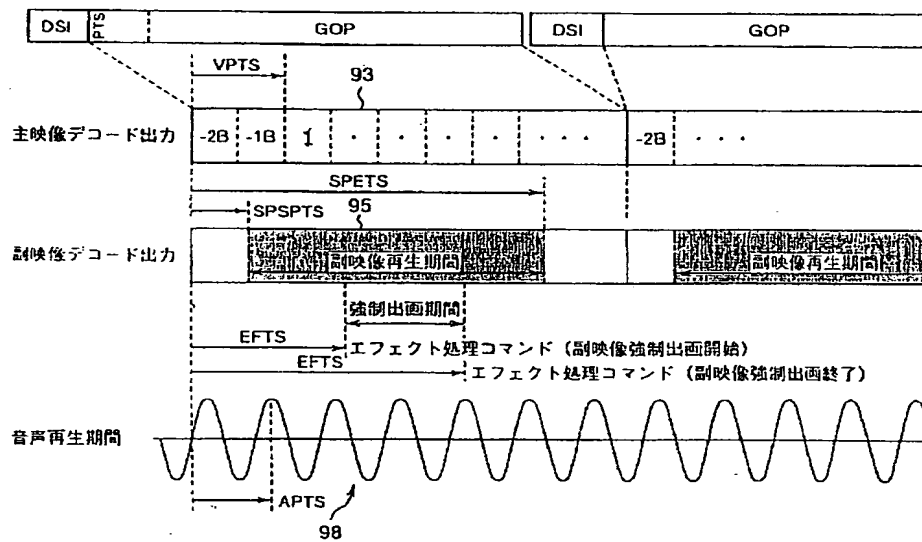 DSI PTS GOP DSI GOP
VPTS
93
主映像デコード出力 -2B -1B I · · · · · · · · -2B · · ·
SPETS
SPSPTS 95
副映像デコード出力 副映像再生期間 副映像再生期間
強制出画期間
EFTS エフェクト処理コマンド（副映像強制出画開始）
EFTS エフェクト処理コマンド（副映像強制出画終了）
音声再生期間
APTS
98